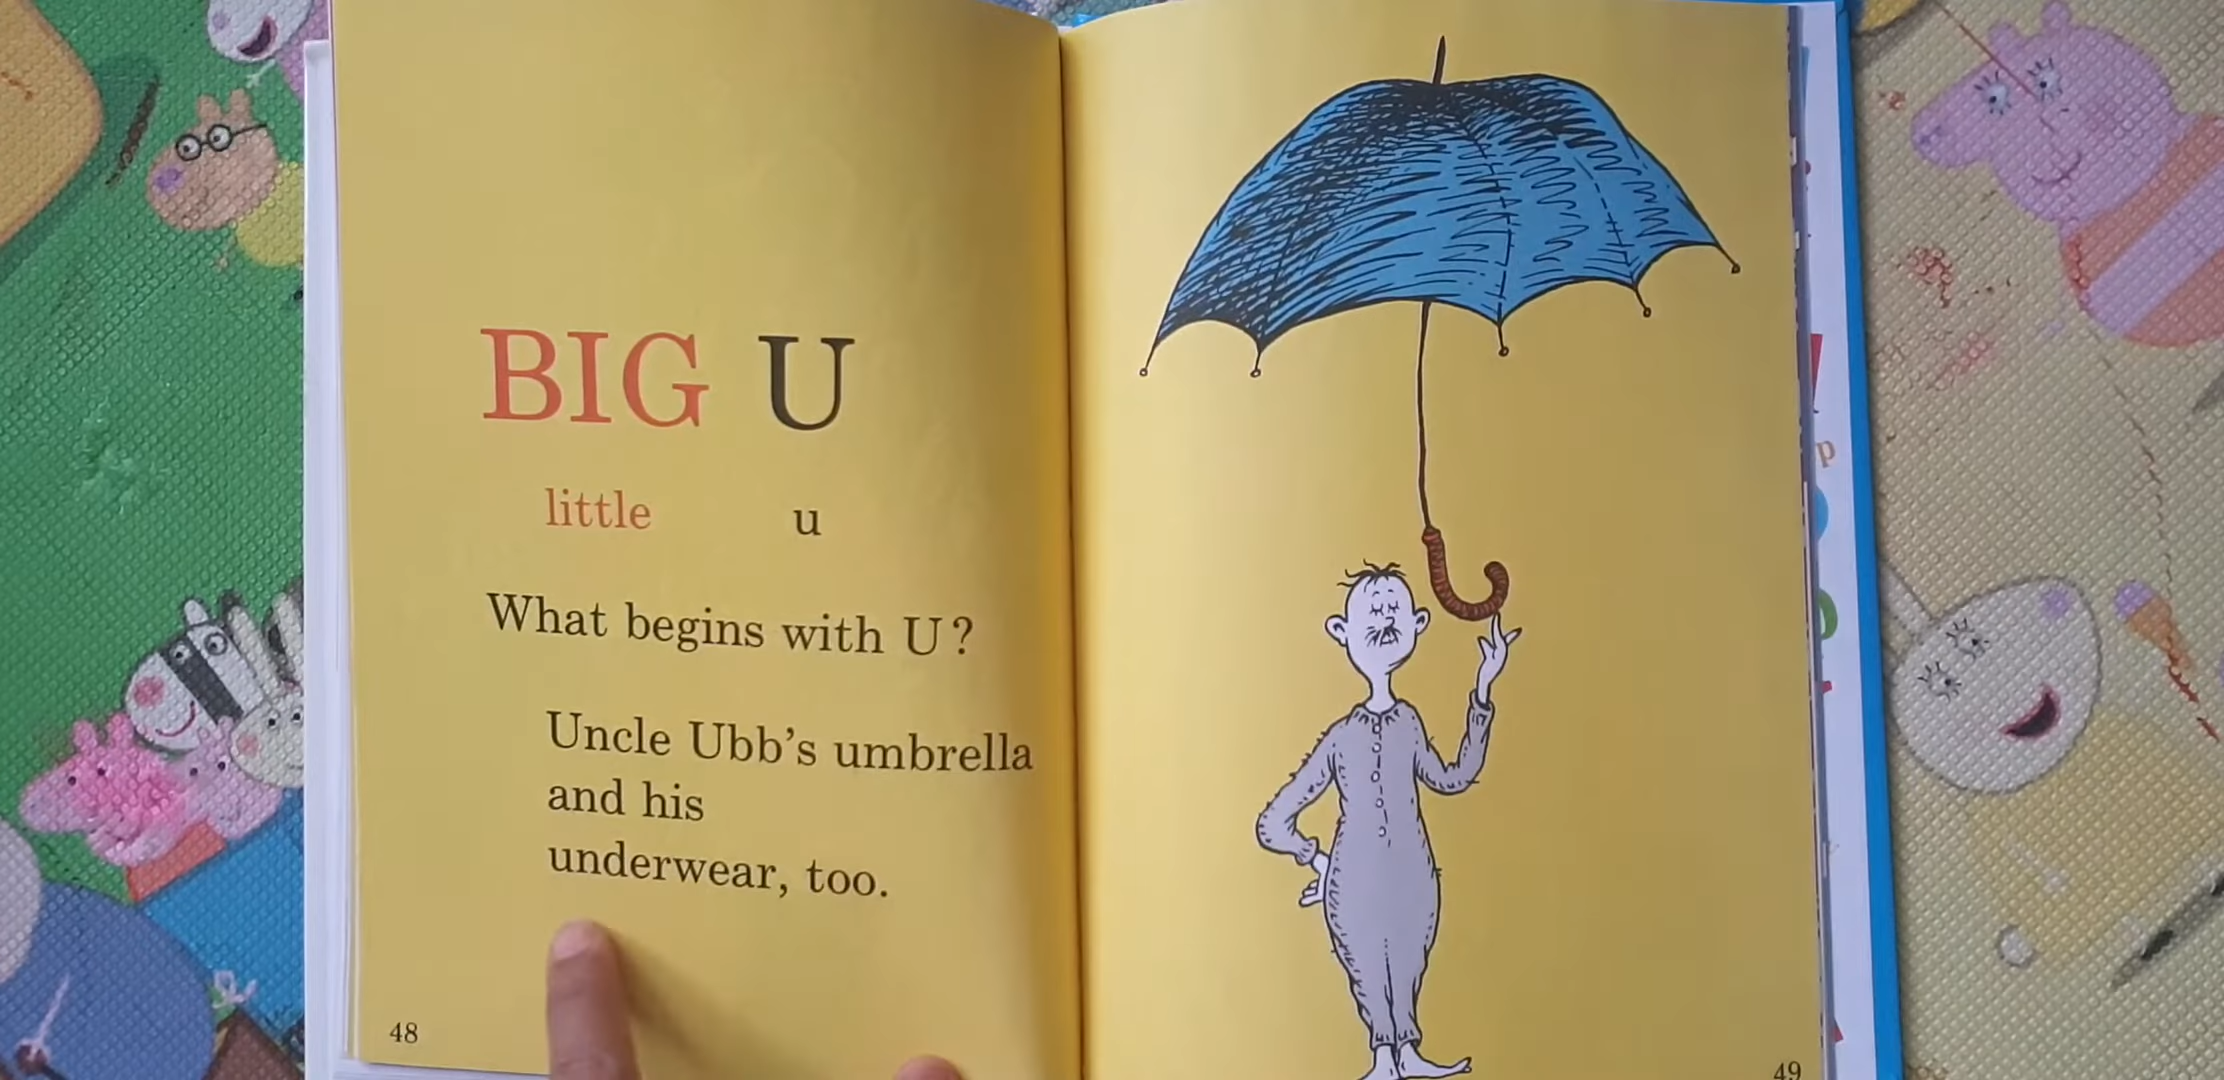 BIG U
little u
What begins with U?
Uncle Ubb's umbrella
and his
underwear, too.
48
49